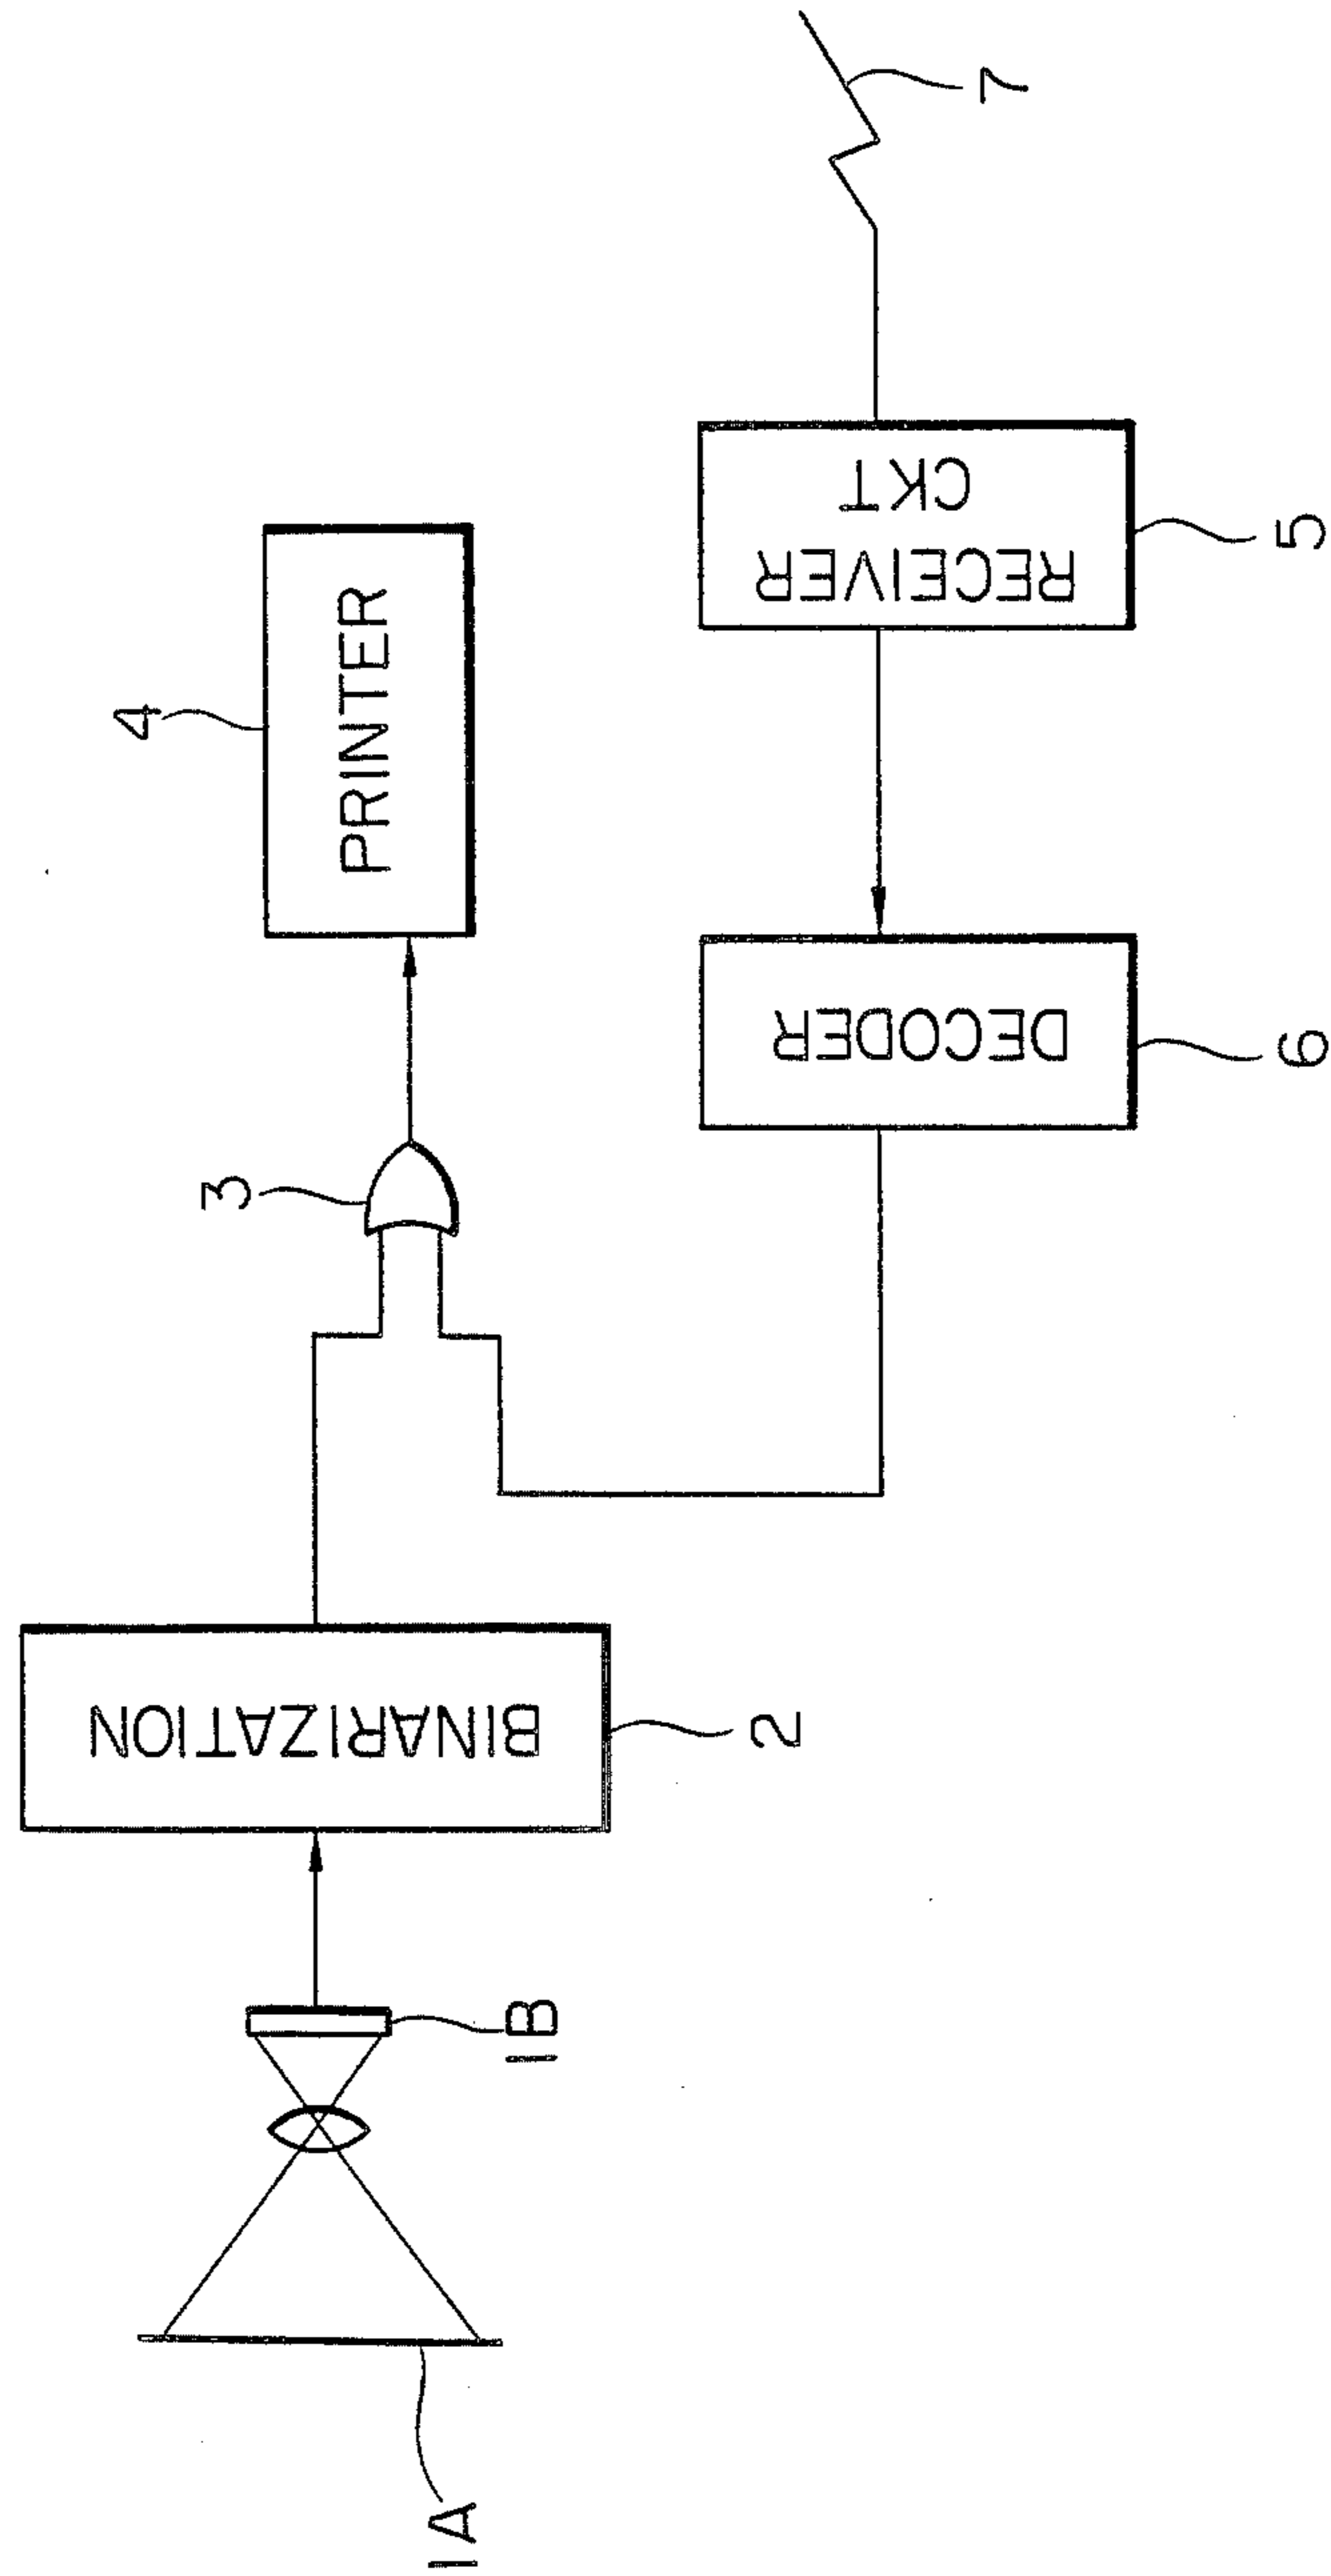 1A
1B
BINARIZATION
2
3
PRINTER
4
DECODER
6
RECEIVER
CKT
5
7